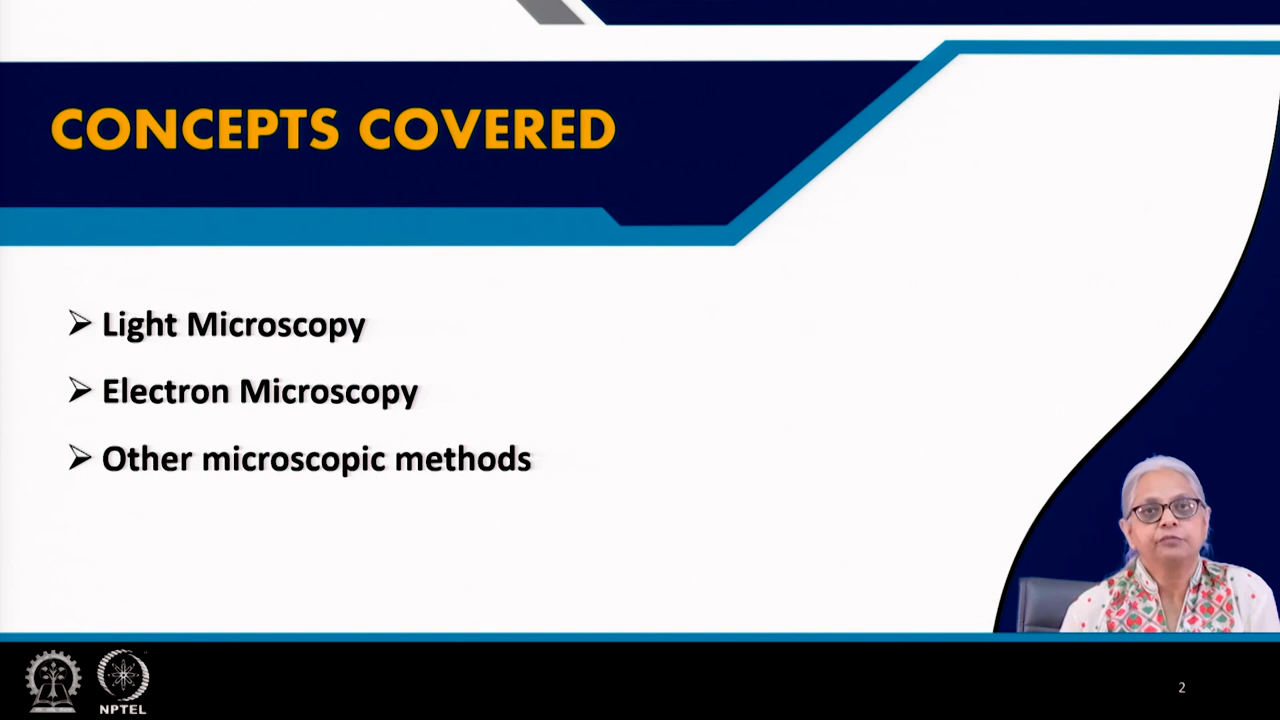 CONCEPTS COVERED
➢ Light Microscopy
➢ Electron Microscopy
➢ Other microscopic methods
NPTEL
2